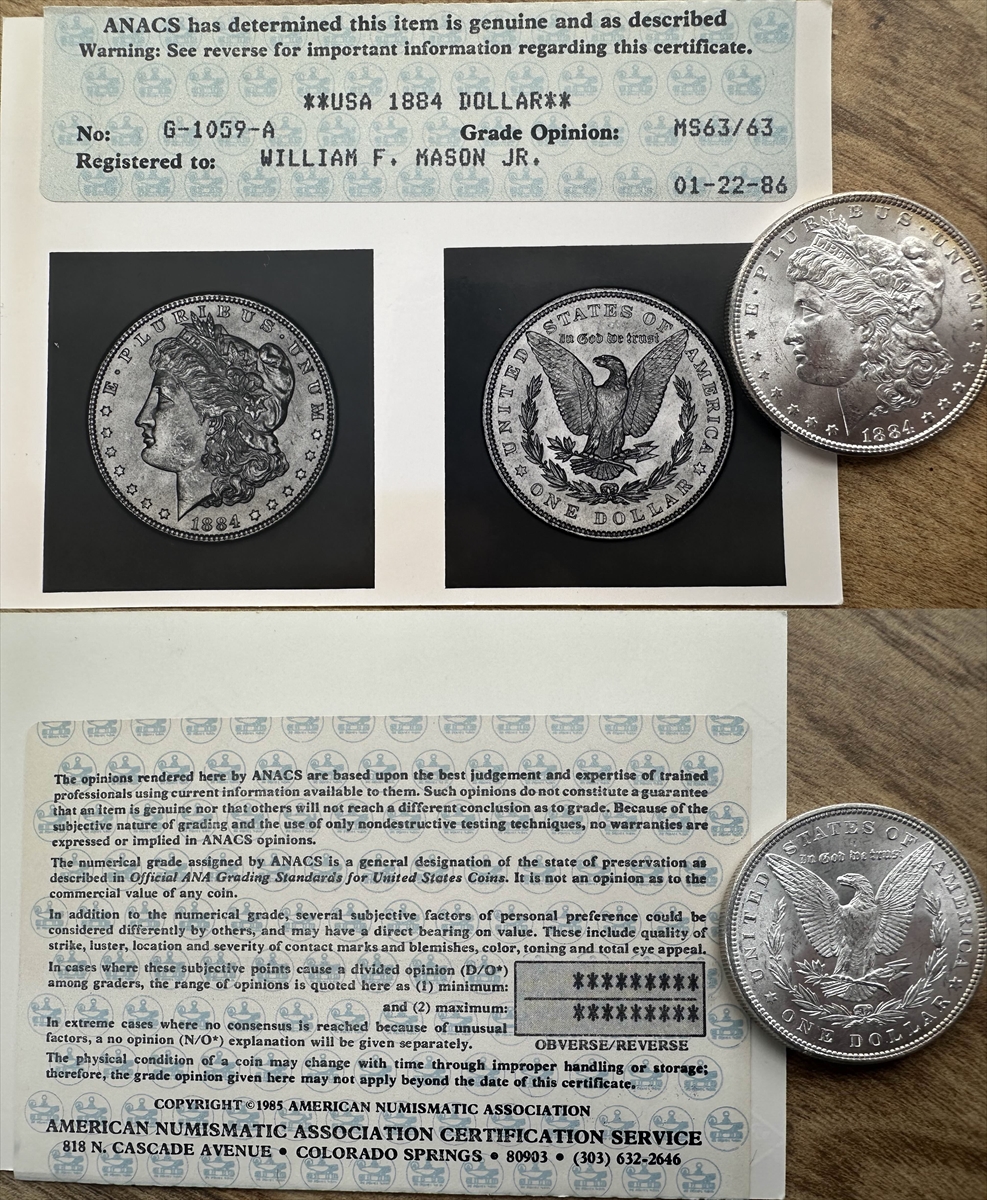 ANACS has determined this item is genuine and as described
Warning: See reverse for important information regarding this certificate.
**USA 1884 DOLLAR**
No: G-1059-A Grade Opinion: MS63/63
Registered to: WILLIAM F. MASON JR.
01-22-86
E·PLURIBUS·UNUM
1884
UNITED STATES OF AMERICA
In God we trust
ONE DOLLAR
E·PLURIBUS·UNUM
LIBERTY
1884
The opinions rendered here by ANACS are based upon the best judgement and expertise of trained
professionals using current information available to them. Such opinions do not constitute a guarantee
that an item is genuine nor that others will not reach a different conclusion as to grade. Because of the
subjective nature of grading and the use of only nondestructive testing techniques, no warranties are
expressed or implied in ANACS opinions.
The numerical grade assigned by ANACS is a general designation of the state of preservation as
described in Official ANA Grading Standards for United States Coins. It is not an opinion as to the
commercial value of any coin.
In addition to the numerical grade, several subjective factors of personal preference could be
considered differently by others, and may have a direct bearing on value. These include quality of
strike, luster, location and severity of contact marks and blemishes, color, toning and total eye appeal.
In cases where these subjective points cause a divided opinion (D/O*)
among graders, the range of opinions is quoted here as (1) minimum: *********
and (2) maximum: *********
In extreme cases where no consensus is reached because of unusual
factors, a no opinion (N/O*) explanation will be given separately.
OBVERSE/REVERSE
The physical condition of a coin may change with time through improper handling or storage;
therefore, the grade opinion given here may not apply beyond the date of this certificate.
COPYRIGHT ©1985 AMERICAN NUMISMATIC ASSOCIATION
AMERICAN NUMISMATIC ASSOCIATION CERTIFICATION SERVICE
818 N. CASCADE AVENUE • COLORADO SPRINGS • 80903 • (303) 632-2646
UNITED STATES OF AMERICA
In God we trust
ONE DOLLAR